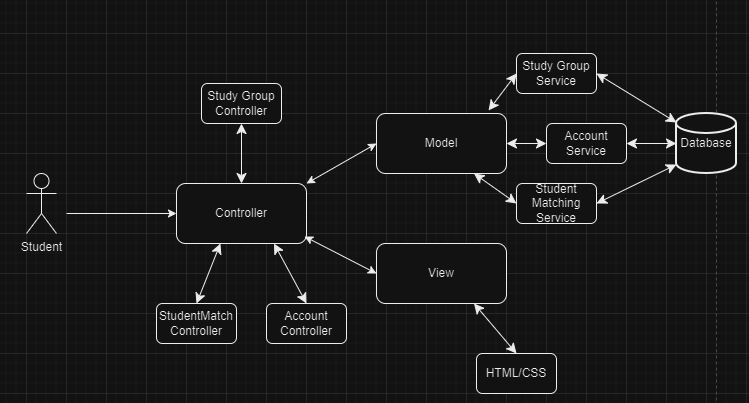 Study Group
Service
Study Group
Controller
Model
Account
Service
Database
Student
Matching
Service
Controller
Student
View
StudentMatch
Controller
Account
Controller
HTML/CSS